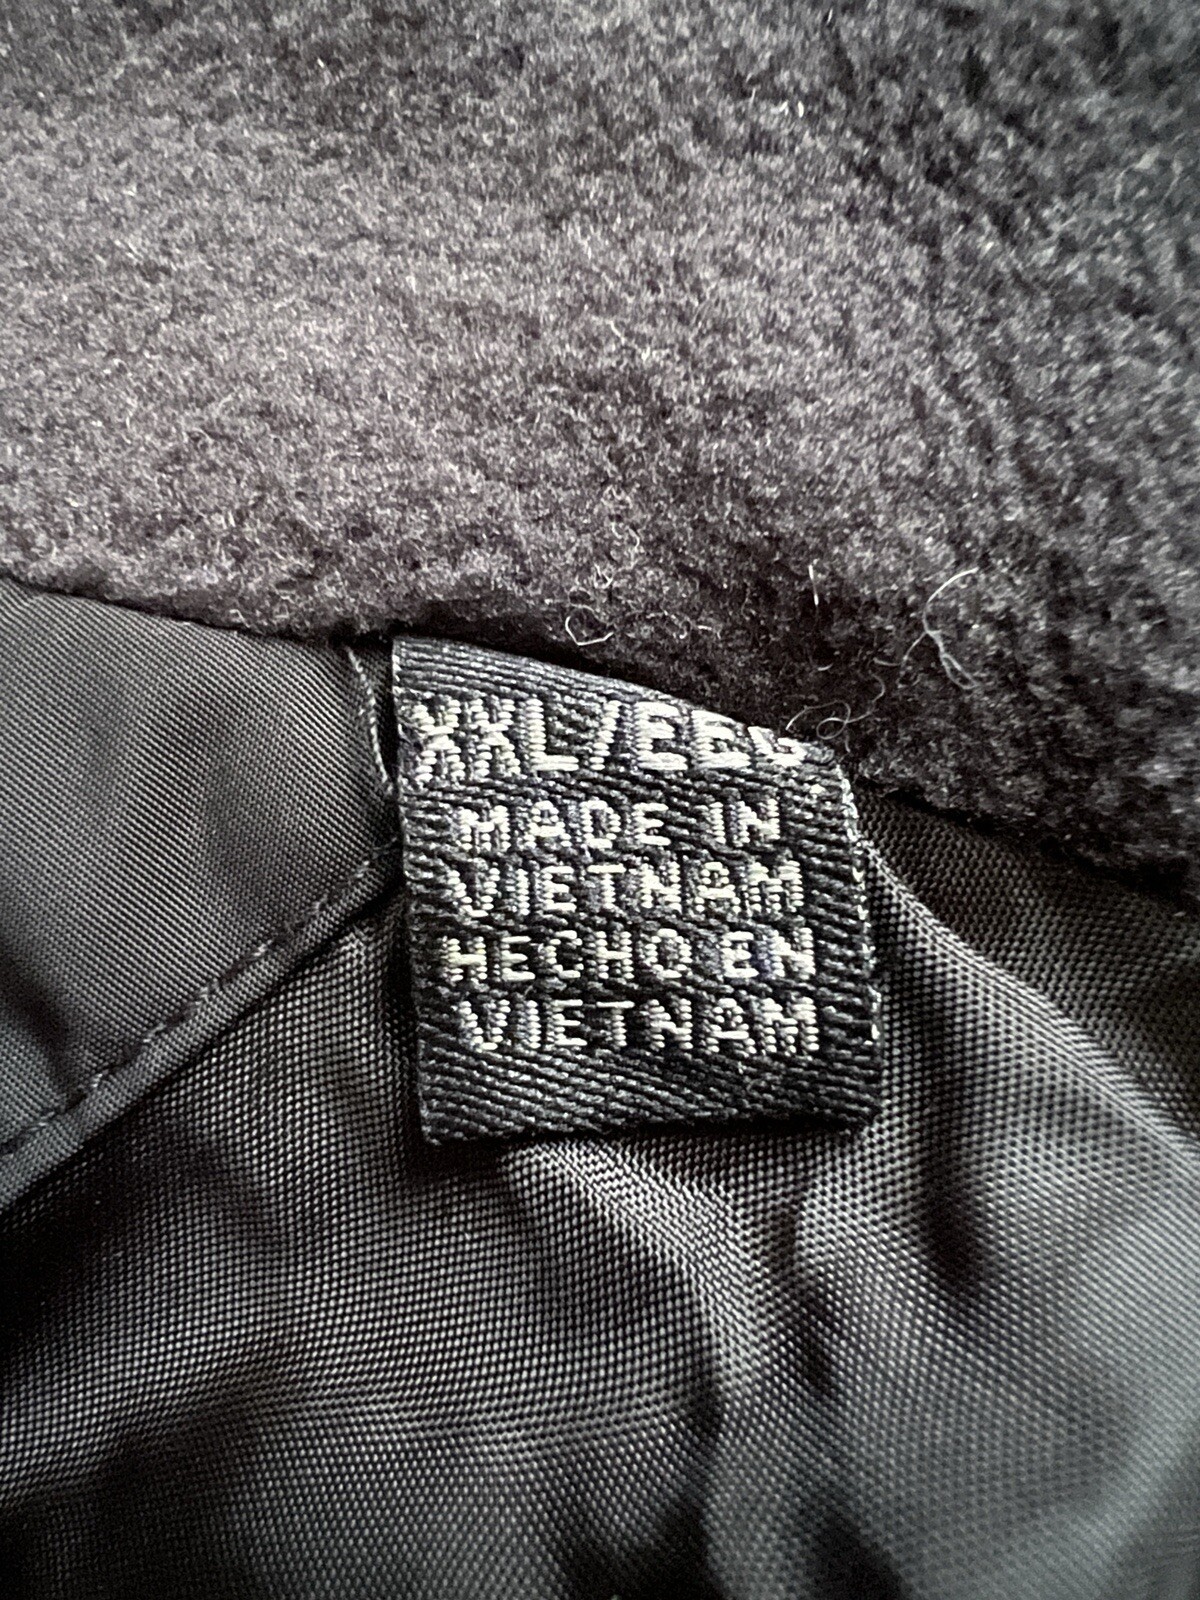 XXL/EEG
MADE IN
VIETNAM
HECHO EN
VIETNAM